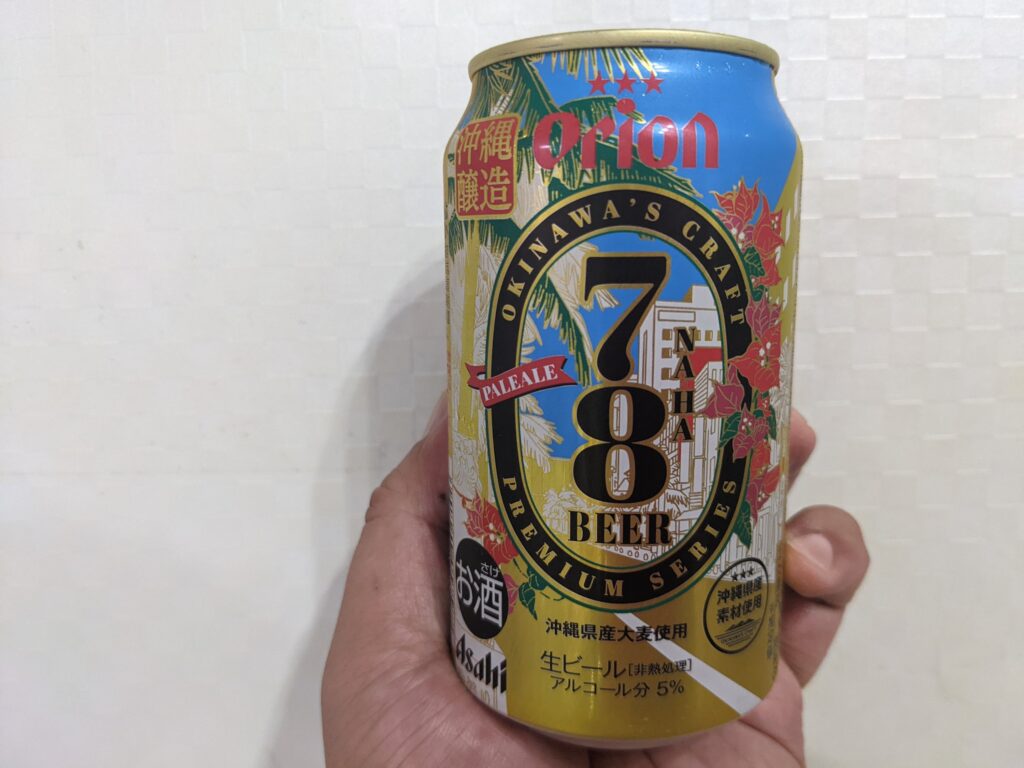 Orion
沖縄
醸造
OKINAWA'S CRAFT
78
NAHA
PALE ALE
BEER
PREMIUM SERIES
さけ
お酒
Asahi
沖縄県産
素材使用
沖縄県産大麦使用
生ビール[非熱処理]
アルコール分 5%